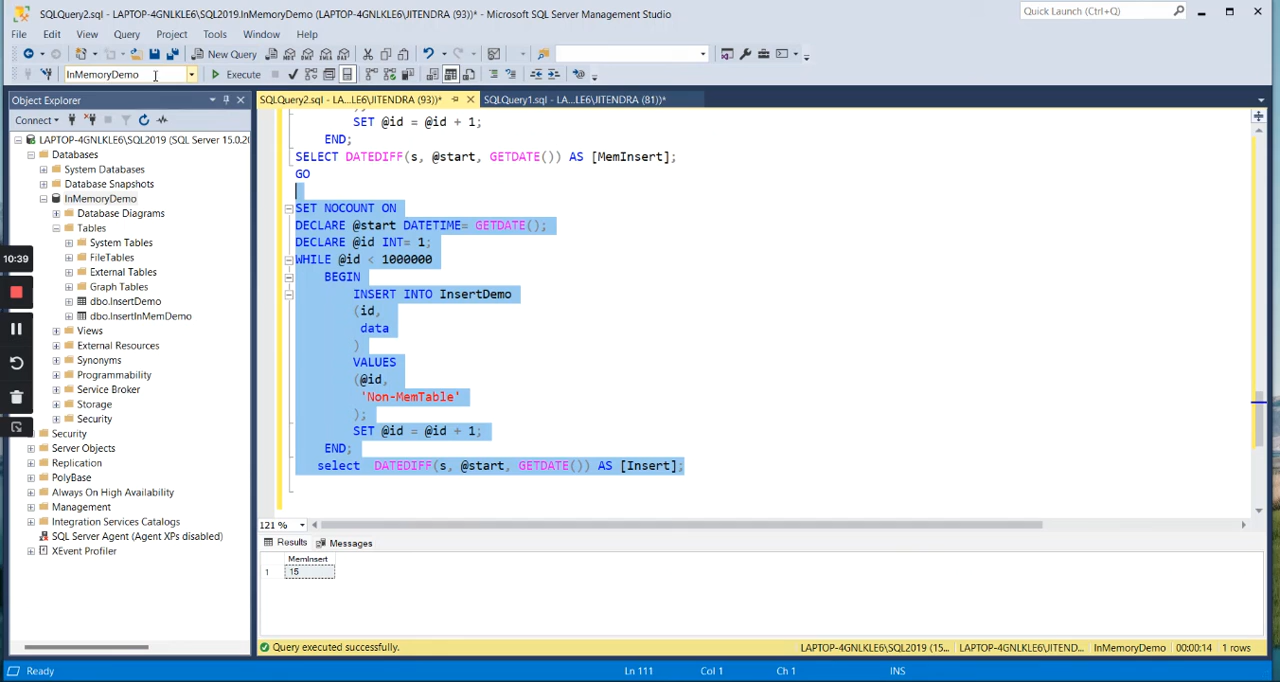 SQLQuery2.sql - LAPTOP-4GNLKLE6\SQL2019.InMemoryDemo (LAPTOP-4GNLKLE6\JITENDRA (93))* - Microsoft SQL Server Management Studio
Quick Launch (Ctrl+Q)
File Edit View Query Project Tools Window Help
New Query
InMemoryDemo Execute
Object Explorer
SQLQuery2.sql - LA...LE6\JITENDRA (93))* SQLQuery1.sql - LA...LE6\JITENDRA (81))*
Connect
LAPTOP-4GNLKLE6\SQL2019 (SQL Server 15.0.20
Databases
System Databases
Database Snapshots
InMemoryDemo
Database Diagrams
Tables
System Tables
FileTables
External Tables
Graph Tables
dbo.InsertDemo
dbo.InsertInMemDemo
Views
External Resources
Synonyms
Programmability
Service Broker
Storage
Security
Security
Server Objects
Replication
PolyBase
Always On High Availability
Management
Integration Services Catalogs
SQL Server Agent (Agent XPs disabled)
XEvent Profiler
10:39
SET @id = @id + 1;
END;
SELECT DATEDIFF(s, @start, GETDATE()) AS [MemInsert];
GO
SET NOCOUNT ON
DECLARE @start DATETIME= GETDATE();
DECLARE @id INT= 1;
WHILE @id < 1000000
BEGIN
INSERT INTO InsertDemo
(id,
data
)
VALUES
(@id,
'Non-MemTable'
);
SET @id = @id + 1;
END;
select DATEDIFF(s, @start, GETDATE()) AS [Insert];
121 %
Results Messages
MemInsert
1 15
Query executed successfully. LAPTOP-4GNLKLE6\SQL2019 (15... LAPTOP-4GNLKLE6\JITEND... InMemoryDemo 00:00:14 1 rows
Ready Ln 111 Col 1 Ch 1 INS